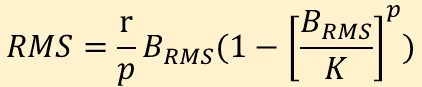 RMS = r/p B_RMS(1 − [B_RMS/K]^p)